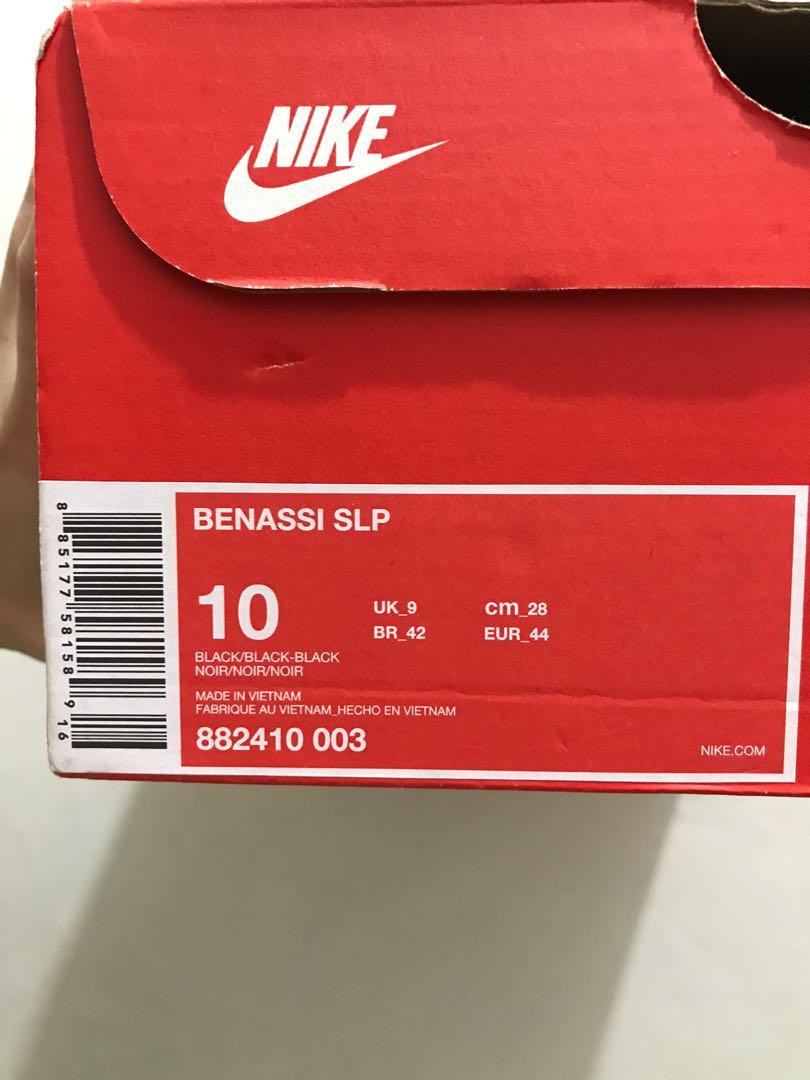 NIKE
BENASSI SLP
10
UK_9 cm_28
BR_42 EUR_44
BLACK/BLACK-BLACK
NOIR/NOIR/NOIR
MADE IN VIETNAM
FABRIQUE AU VIETNAM_HECHO EN VIETNAM
882410 003
NIKE.COM
8 85177 58158 9 16